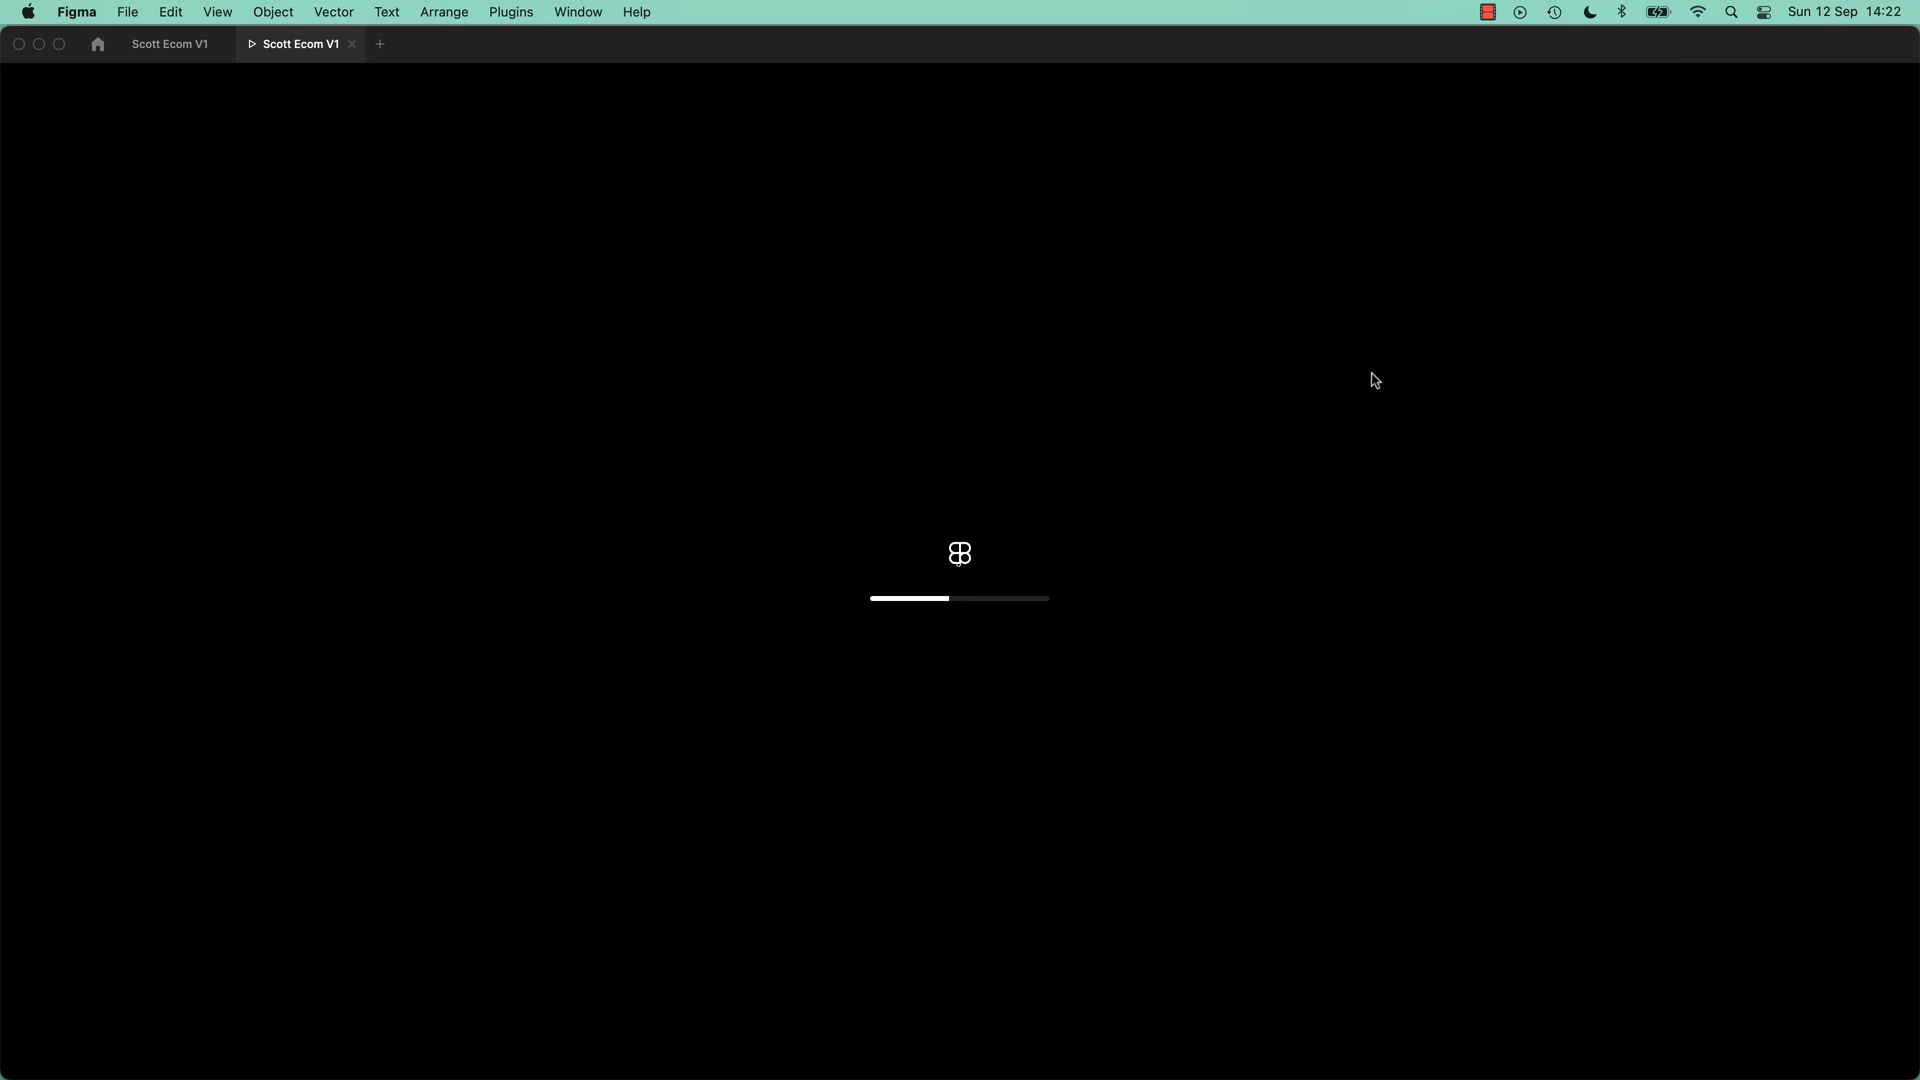 Figma File Edit View Object Vector Text Arrange Plugins Window Help Sun 12 Sep 14:22
Scott Ecom V1 Scott Ecom V1